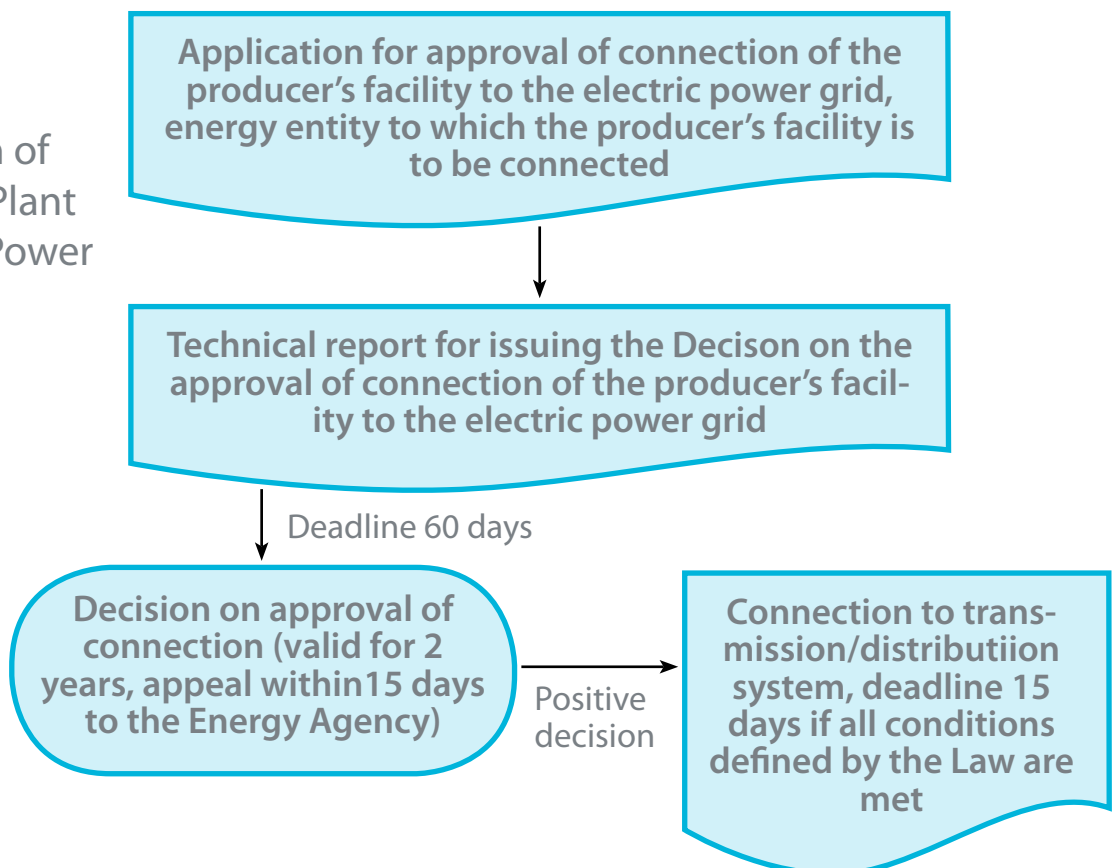 Application for approval of connection of the
producer’s facility to the electric power grid,
energy entity to which the producer’s facility is
to be connected
of
Plant
Power
Technical report for issuing the Decison on the
approval of connection of the producer’s facil-
ity to the electric power grid
Deadline 60 days
Decision on approval of
connection (valid for 2
years, appeal within15 days
to the Energy Agency)
Positive
decision
Connection to trans-
mission/distributiion
system, deadline 15
days if all conditions
defined by the Law are
met